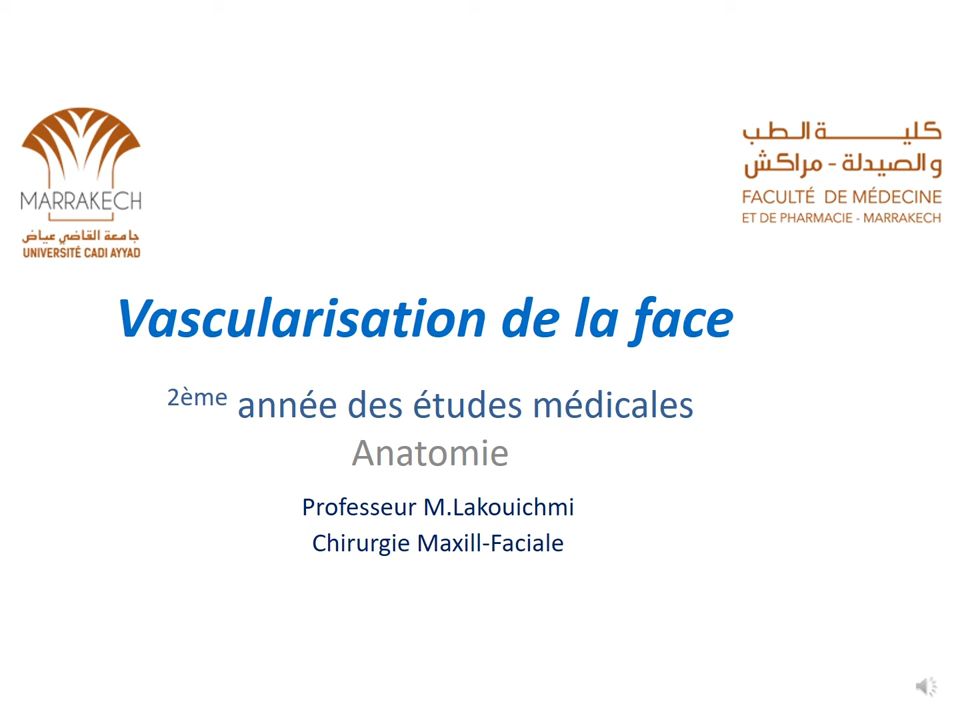 MARRAKECH
جامعة القاضي عياض
UNIVERSITÉ CADI AYYAD
كلية الطب
والصيدلة - مراكش
FACULTÉ DE MÉDECINE
ET DE PHARMACIE - MARRAKECH
Vascularisation de la face
2ème année des études médicales
Anatomie
Professeur M.Lakouichmi
Chirurgie Maxill-Faciale